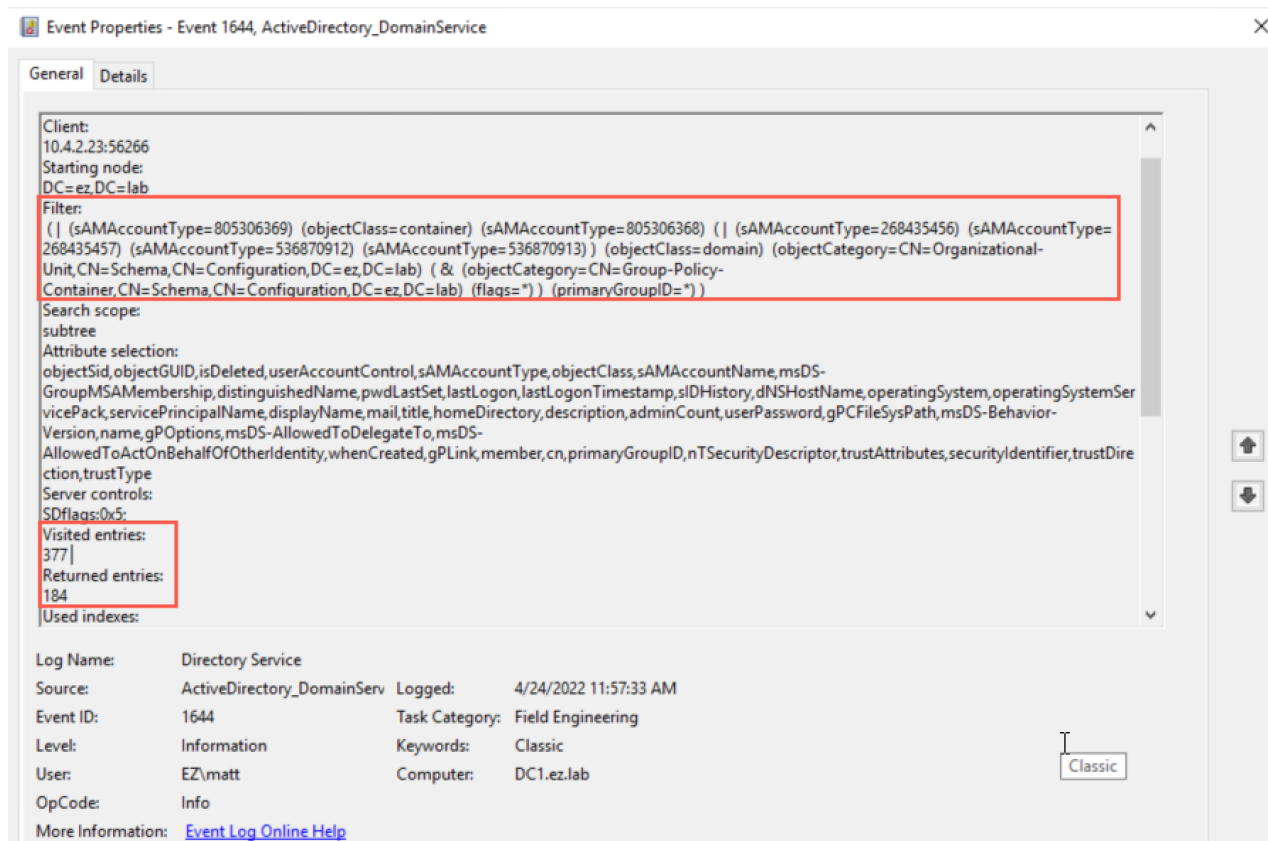 Event Properties - Event 1644, ActiveDirectory_DomainService
General Details
Client:
10.4.2.23:56266
Starting node:
DC=ez,DC=lab
Filter:
( | (sAMAccountType=805306369) (objectClass=container) (sAMAccountType=805306368) ( | (sAMAccountType=268435456) (sAMAccountType=
268435457) (sAMAccountType=536870912) (sAMAccountType=536870913) ) (objectClass=domain) (objectCategory=CN=Organizational-
Unit,CN=Schema,CN=Configuration,DC=ez,DC=lab) ( & (objectCategory=CN=Group-Policy-
Container,CN=Schema,CN=Configuration,DC=ez,DC=lab) (flags=*) ) (primaryGroupID=*) )
Search scope:
subtree
Attribute selection:
objectSid,objectGUID,isDeleted,userAccountControl,sAMAccountType,objectClass,sAMAccountName,msDS-
GroupMSAMembership,distinguishedName,pwdLastSet,lastLogon,lastLogonTimestamp,sIDHistory,dNSHostName,operatingSystem,operatingSystemSer
vicePack,servicePrincipalName,displayName,mail,title,homeDirectory,description,adminCount,userPassword,gPCFileSysPath,msDS-Behavior-
Version,name,gPOptions,msDS-AllowedToDelegateTo,msDS-
AllowedToActOnBehalfOfOtherIdentity,whenCreated,gPLink,member,cn,primaryGroupID,nTSecurityDescriptor,trustAttributes,securityIdentifier,trustDire
ction,trustType
Server controls:
SDflags:0x5;
Visited entries:
377
Returned entries:
184
Used indexes:
Log Name: Directory Service
Source: ActiveDirectory_DomainServ Logged: 4/24/2022 11:57:33 AM
Event ID: 1644 Task Category: Field Engineering
Level: Information Keywords: Classic
User: EZ\matt Computer: DC1.ez.lab
Classic
OpCode: Info
More Information: Event Log Online Help